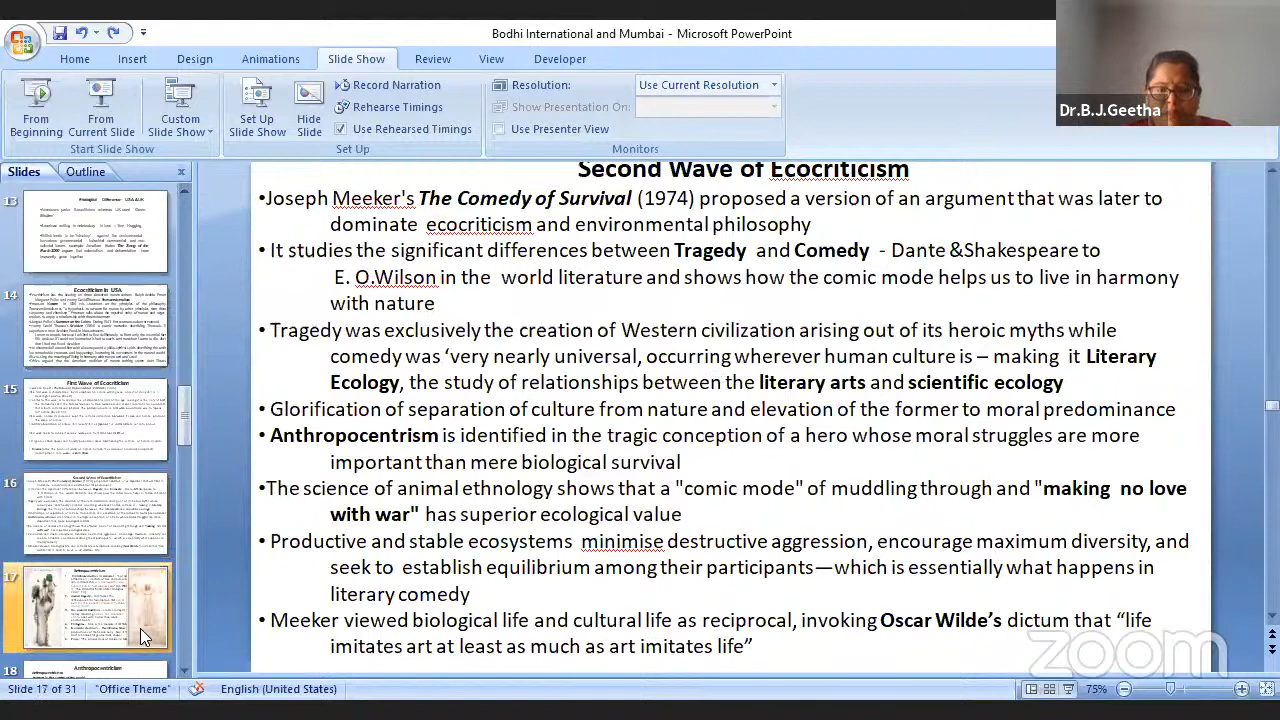 Bodhi International and Mumbai - Microsoft PowerPoint
Home Insert Design Animations Slide Show Review View Developer
From Beginning
From Current Slide
Custom Slide Show
Start Slide Show
Set Up Slide Show
Hide Slide
Record Narration
Rehearse Timings
Use Rehearsed Timings
Set Up
Resolution: Use Current Resolution
Show Presentation On:
Use Presenter View
Monitors
Dr.B.J.Geetha
Slides Outline
13
14
Ecocriticism in USA
15
First Wave of Ecocriticism
16
Second Wave of Ecocriticism
17
18
Anthropocentrism
Second Wave of Ecocriticism
•Joseph Meeker's The Comedy of Survival (1974) proposed a version of an argument that was later to
dominate ecocriticism and environmental philosophy
• It studies the significant differences between Tragedy and Comedy - Dante &Shakespeare to
E. O.Wilson in the world literature and shows how the comic mode helps us to live in harmony
with nature
• Tragedy was exclusively the creation of Western civilization arising out of its heroic myths while
comedy was ‘very nearly universal, occurring wherever human culture is – making it Literary
Ecology, the study of relationships between the literary arts and scientific ecology
• Glorification of separation of culture from nature and elevation of the former to moral predominance
• Anthropocentrism is identified in the tragic conception of a hero whose moral struggles are more
important than mere biological survival
•The science of animal ethology shows that a "comic mode" of muddling through and "making no love
with war" has superior ecological value
• Productive and stable ecosystems minimise destructive aggression, encourage maximum diversity, and
seek to establish equilibrium among their participants—which is essentially what happens in
literary comedy
• Meeker viewed biological life and cultural life as reciprocal, invoking Oscar Wilde’s dictum that “life
imitates art at least as much as art imitates life”
zoom
Slide 17 of 31 "Office Theme" English (United States) 75%